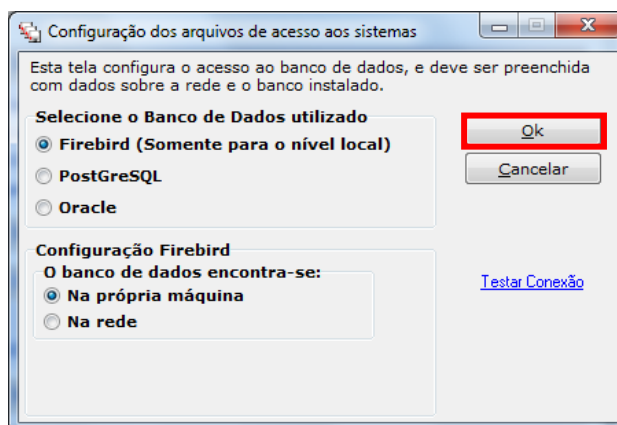 Configuração dos arquivos de acesso aos sistemas
Esta tela configura o acesso ao banco de dados, e deve ser preenchida
com dados sobre a rede e o banco instalado.
Selecione o Banco de Dados utilizado
Firebird (Somente para o nível local)
PostGreSQL
Oracle
Ok
Cancelar
Configuração Firebird
O banco de dados encontra-se:
Na própria máquina
Na rede
Testar Conexão